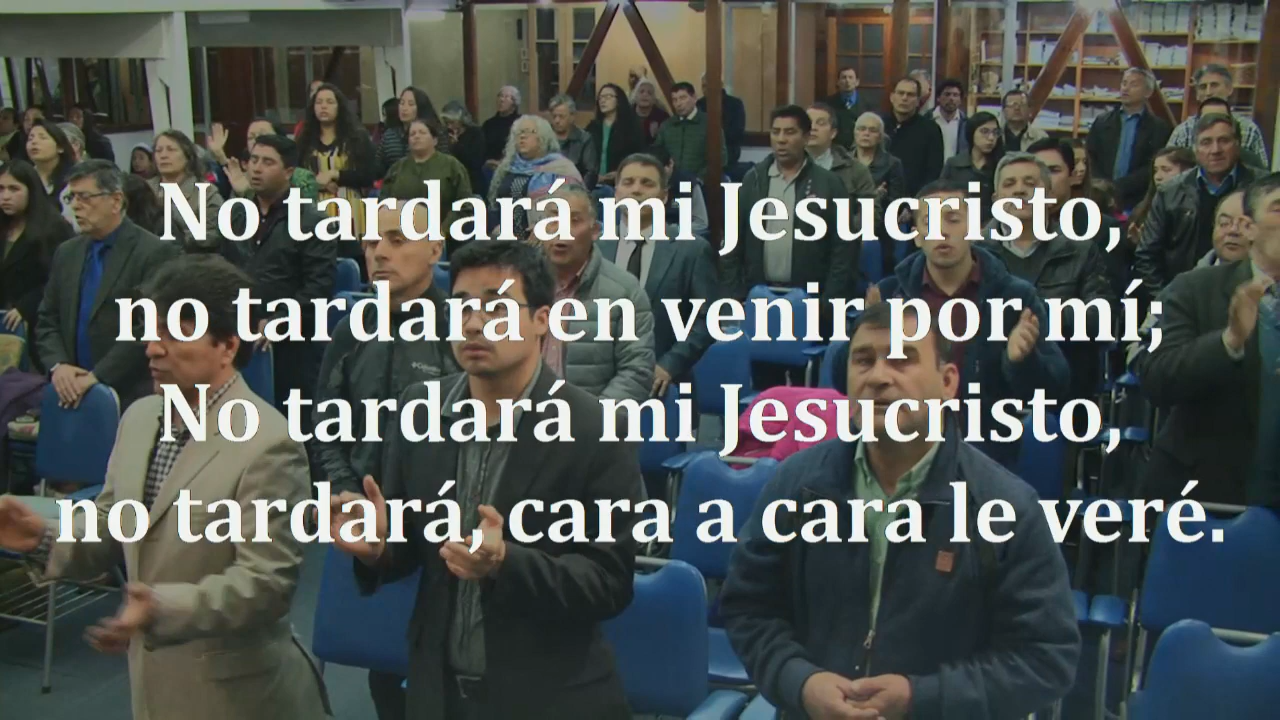 No tardará mi Jesucristo,
no tardará en venir por mí;
No tardará mi Jesucristo,
no tardará, cara a cara le veré.